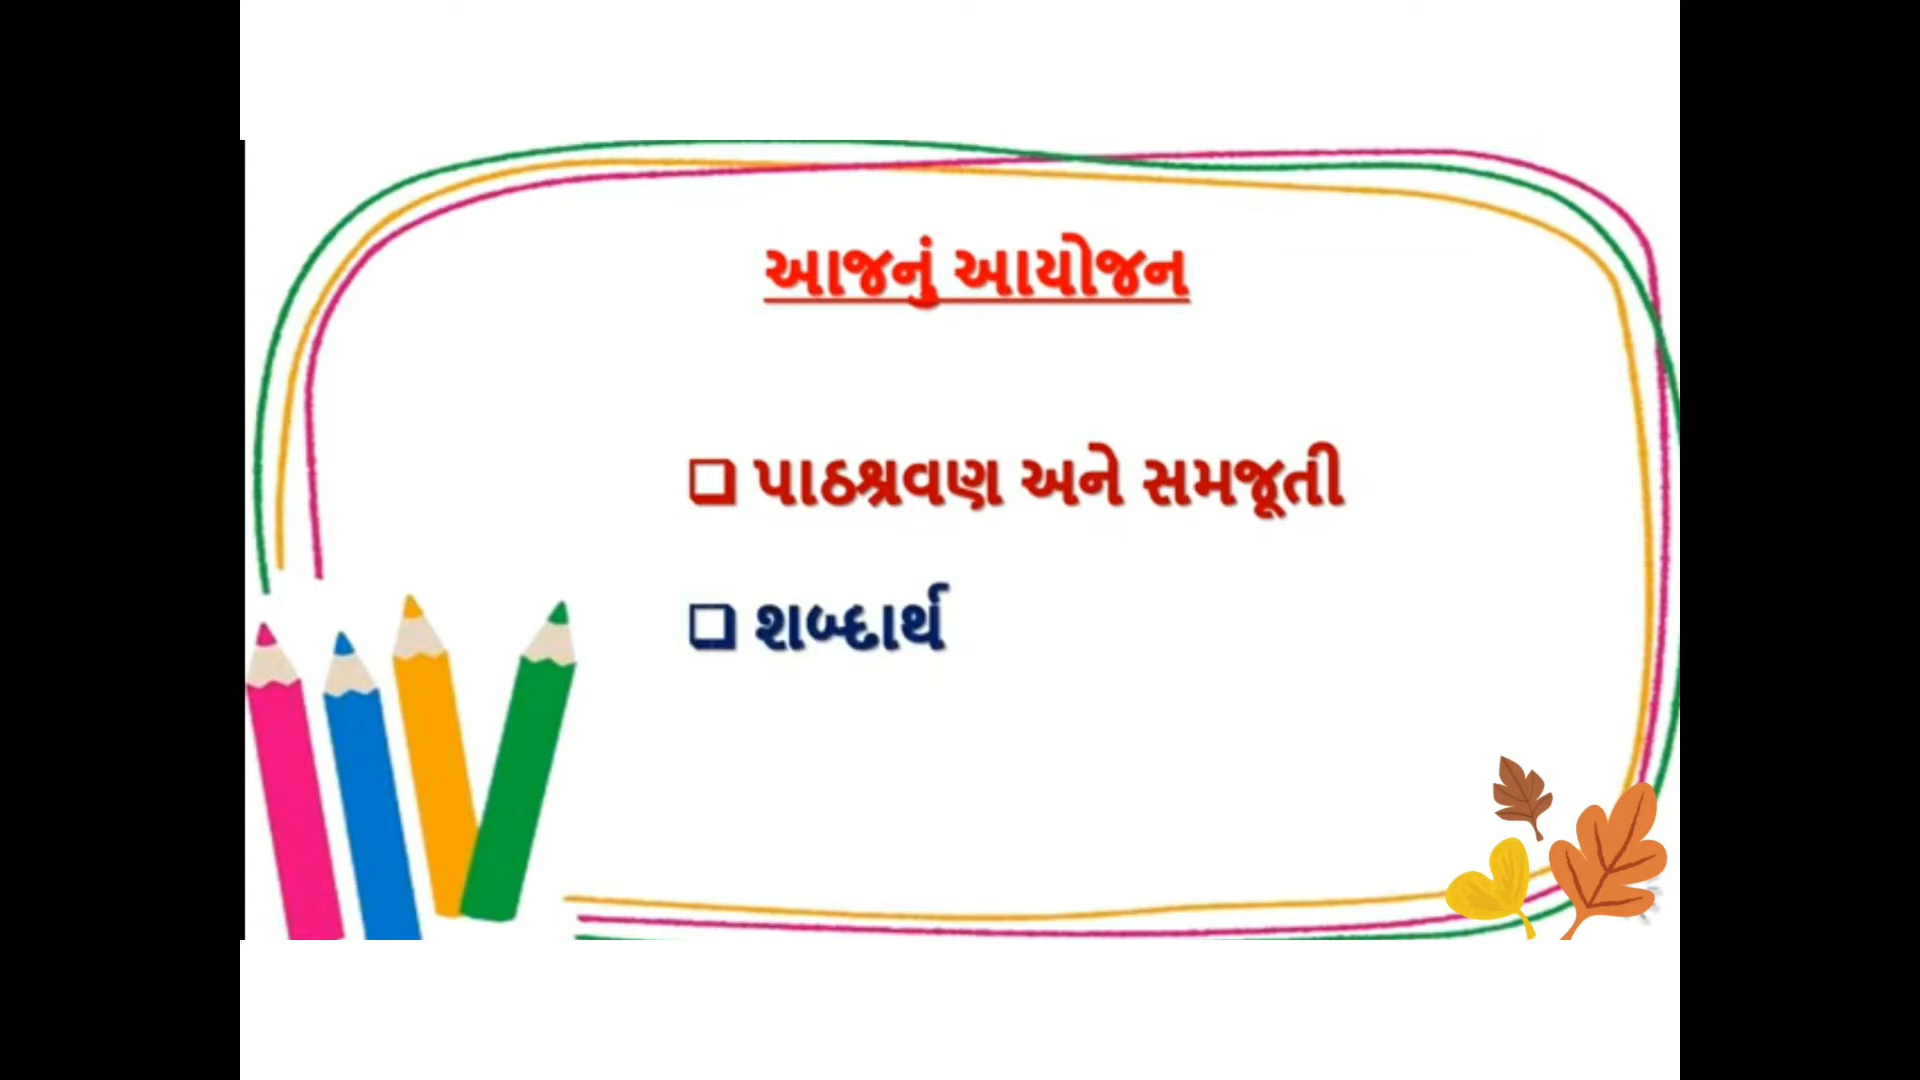 આજનું આયોજન
❑ પાઠશ્રવણ અને સમજૂતી
❑ શબ્દાર્થ